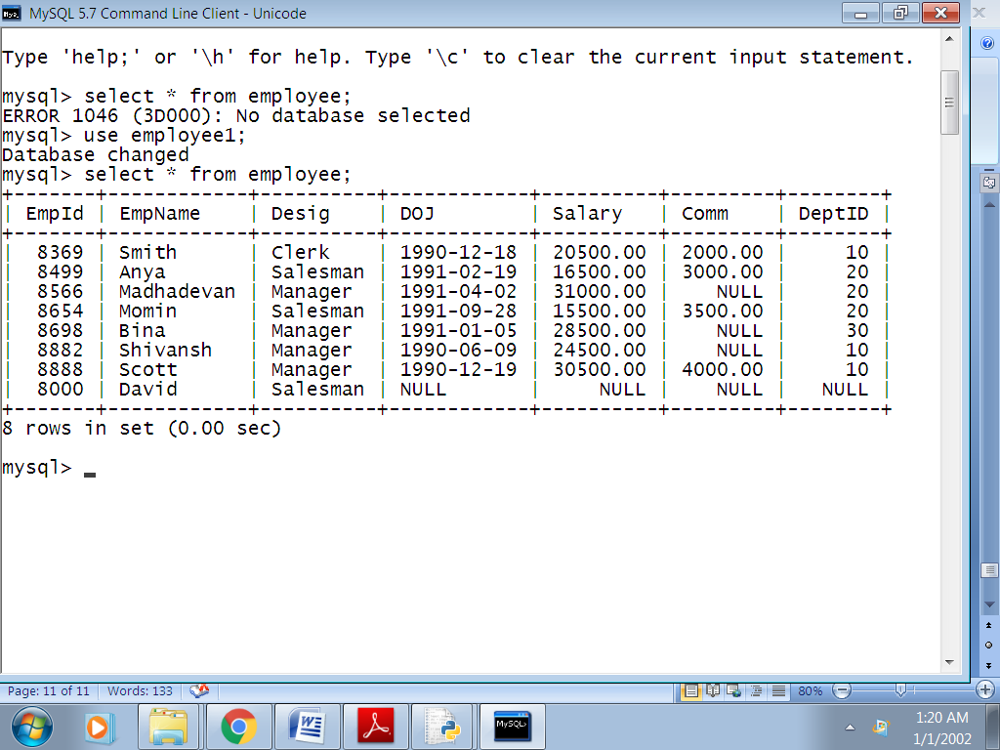 MySQL 5.7 Command Line Client - Unicode
Type 'help;' or '\h' for help. Type '\c' to clear the current input statement.
mysql> select * from employee;
ERROR 1046 (3D000): No database selected
mysql> use employee1;
Database changed
mysql> select * from employee;
+-------+-----------+----------+------------+----------+---------+--------+
| EmpId | EmpName | Desig | DOJ | Salary | Comm | DeptID |
+-------+-----------+----------+------------+----------+---------+--------+
| 8369 | Smith | Clerk | 1990-12-18 | 20500.00 | 2000.00 | 10 |
| 8499 | Anya | Salesman | 1991-02-19 | 16500.00 | 3000.00 | 20 |
| 8566 | Madhadevan | Manager | 1991-04-02 | 31000.00 | NULL | 20 |
| 8654 | Momin | Salesman | 1991-09-28 | 15500.00 | 3500.00 | 20 |
| 8698 | Bina | Manager | 1991-01-05 | 28500.00 | NULL | 30 |
| 8882 | Shivansh | Manager | 1990-06-09 | 24500.00 | NULL | 10 |
| 8888 | Scott | Manager | 1990-12-19 | 30500.00 | 4000.00 | 10 |
| 8000 | David | Salesman | NULL | NULL | NULL | NULL |
+-------+-----------+----------+------------+----------+---------+--------+
8 rows in set (0.00 sec)
mysql> _
Page: 11 of 11 Words: 133 80%
MySQL>
1:20 AM
1/1/2002